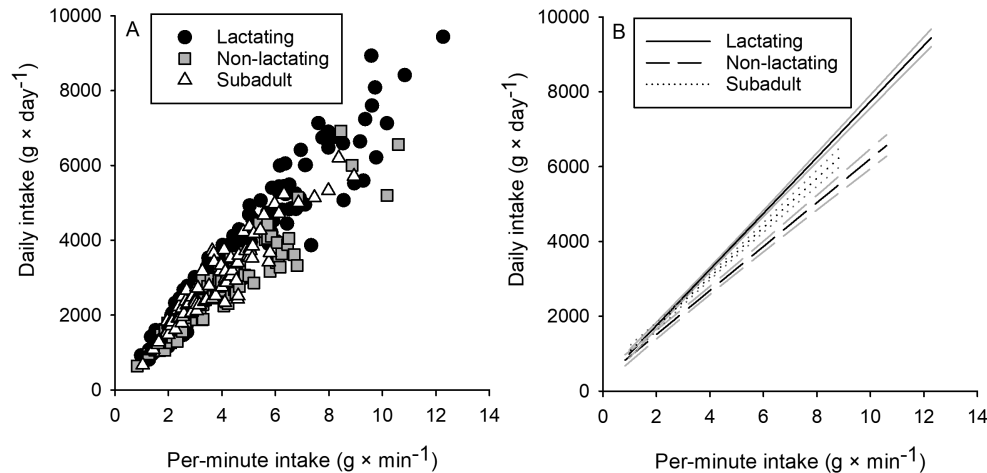 A
Lactating
Non-lactating
Subadult
10000
8000
6000
4000
2000
0
0 2 4 6 8 10 12 14
Daily intake (g × day⁻¹)
Per-minute intake (g × min⁻¹)
B
Lactating
Non-lactating
Subadult
10000
8000
6000
4000
2000
0
0 2 4 6 8 10 12 14
Daily intake (g × day⁻¹)
Per-minute intake (g × min⁻¹)